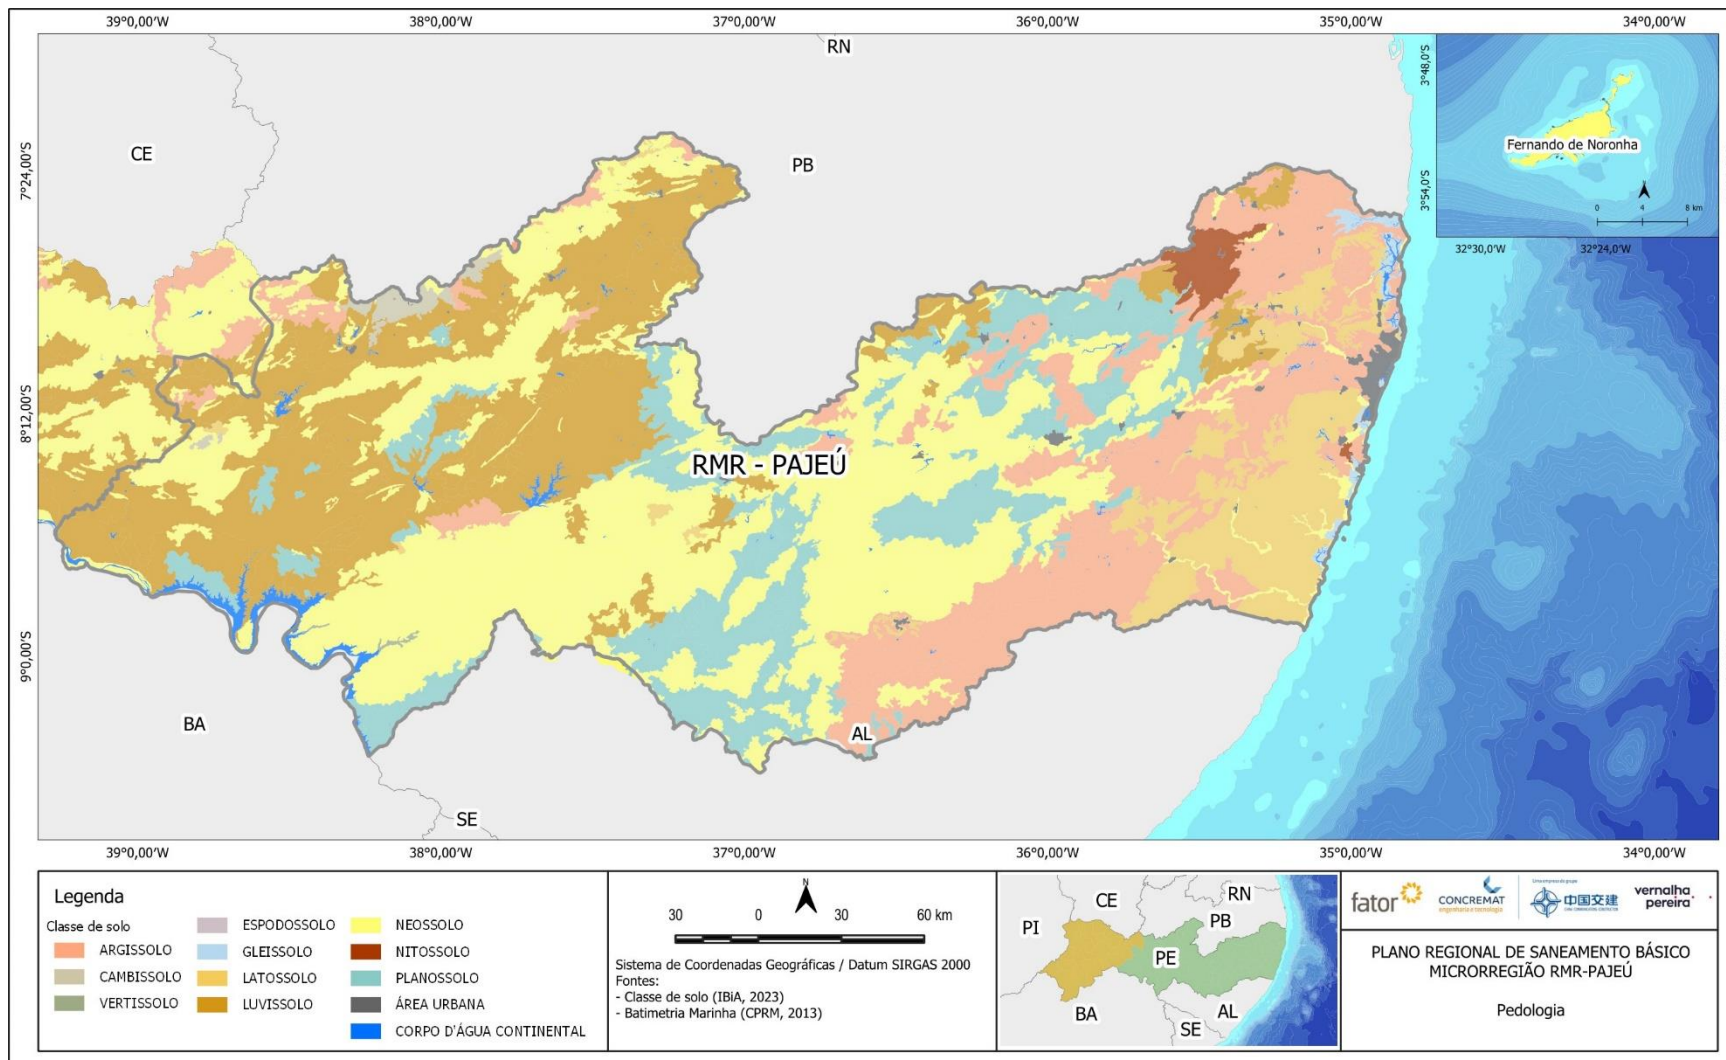 39°0,00'W
38°0,00'W
37°0,00'W
36°0,00'W
35°0,00'W
34°0,00'W
RN
CE
PB
7°24,00'S
8°12,00'S
9°0,00'S
3°48,0'S
3°54,0'S
Fernando de Noronha
0 4 8 km
32°30,0'W
32°24,0'W
RMR - PAJEÚ
BA
AL
SE
39°0,00'W
38°0,00'W
37°0,00'W
36°0,00'W
35°0,00'W
34°0,00'W
Legenda
Classe de solo
ARGISSOLO
CAMBISSOLO
VERTISSOLO
ESPODOSSOLO
GLEISSOLO
LATOSSOLO
LUVISSOLO
NEOSSOLO
NITOSSOLO
PLANOSSOLO
ÁREA URBANA
CORPO D'ÁGUA CONTINENTAL
N
30 0 30 60 km
Sistema de Coordenadas Geográficas / Datum SIRGAS 2000
Fontes:
- Classe de solo (IBiA, 2023)
- Batimetria Marinha (CPRM, 2013)
CE
RN
PI
PB
PE
BA
AL
SE
fator
CONCREMAT
engenharia e tecnologia
中国交建
vernalha
pereira
PLANO REGIONAL DE SANEAMENTO BÁSICO
MICRORREGIÃO RMR-PAJEÚ
Pedologia